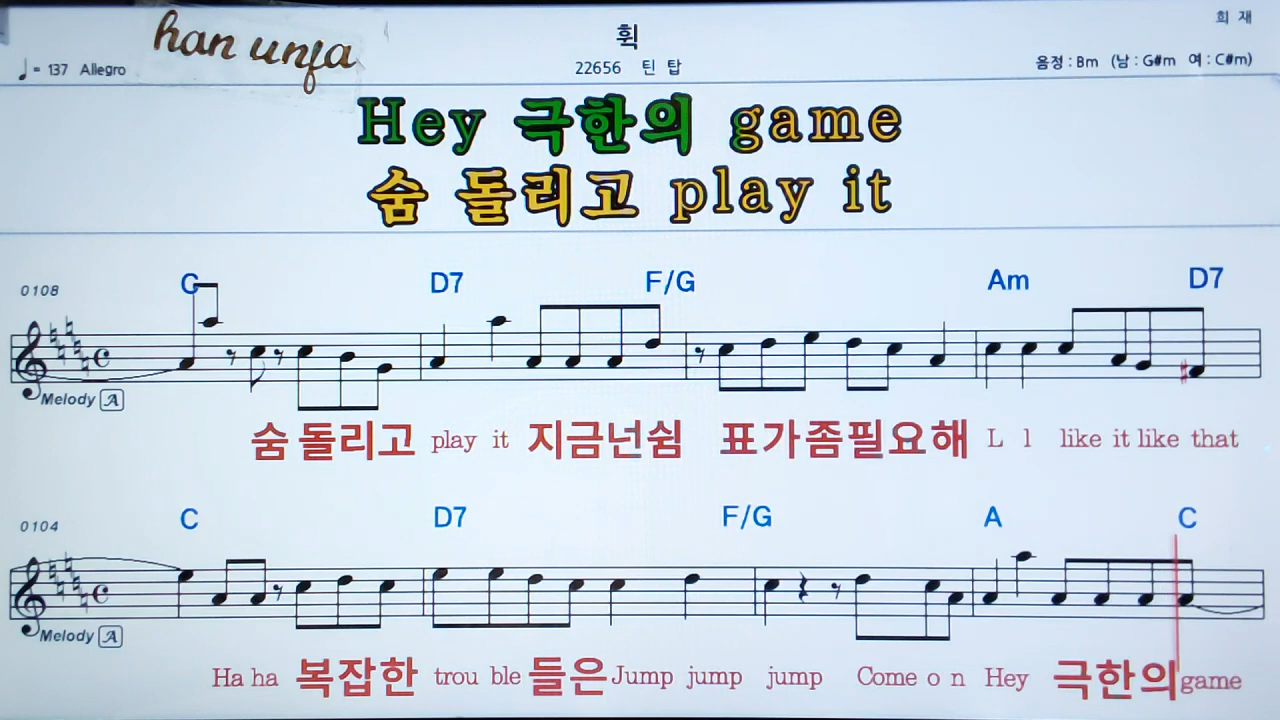 han unja
휙
희 재
♩= 137 Allegro
22656 틴 탑
음정 : Bm (남 : G#m 여 : C#m)
Hey 극한의 game
숨 돌리고 play it
0108
C D7 F/G Am D7
Melody A
숨 돌리고 play it 지금넌쉼 표가좀필요해 L l like it like that
0104
C D7 F/G A C
Melody A
Ha ha 복잡한 trou ble 들은 Jump jump jump Come o n Hey 극한의 game